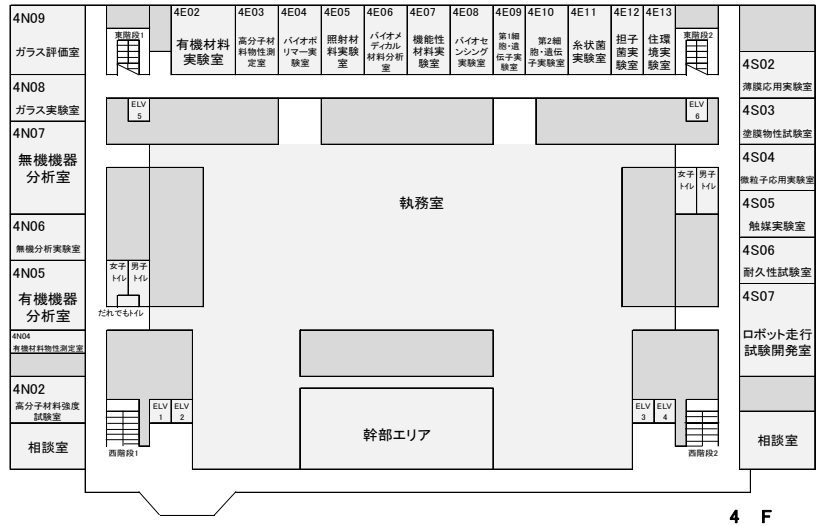 4N09
ガラス評価室
4N08
ガラス実験室
4N07
無機機器
分析室
4N06
無機分析実験室
4N05
有機機器
分析室
4N04
有機材料物性測定室
4N02
高分子材料強度
試験室
相談室
東階段1
4E02
有機材料
実験室
4E03
高分子材
料物性測
定室
4E04
バイオポ
リマー実
験室
4E05
照射材
料実験
室
4E06
バイオメ
ディカル
材料分析
室
4E07
機能性
材料実
験室
4E08
バイオセ
ンシング
実験室
4E09
第1細
胞・遺
伝子実
験室
4E10
第2細
胞・遺伝
子実験室
4E11
糸状菌
実験室
4E12
担子
菌実
験室
4E13
住環
境実
験室
東階段2
ELV
5
ELV
6
執務室
女子
トイレ
男子
トイレ
女子
トイレ
男子
トイレ
だれでもトイレ
ELV
1
ELV
2
西階段1
幹部エリア
ELV
3
ELV
4
西階段2
4S02
薄膜応用実験室
4S03
塗膜物性試験室
4S04
微粒子応用実験室
4S05
触媒実験室
4S06
耐久性試験室
4S07
ロボット走行
試験開発室
相談室
4 F